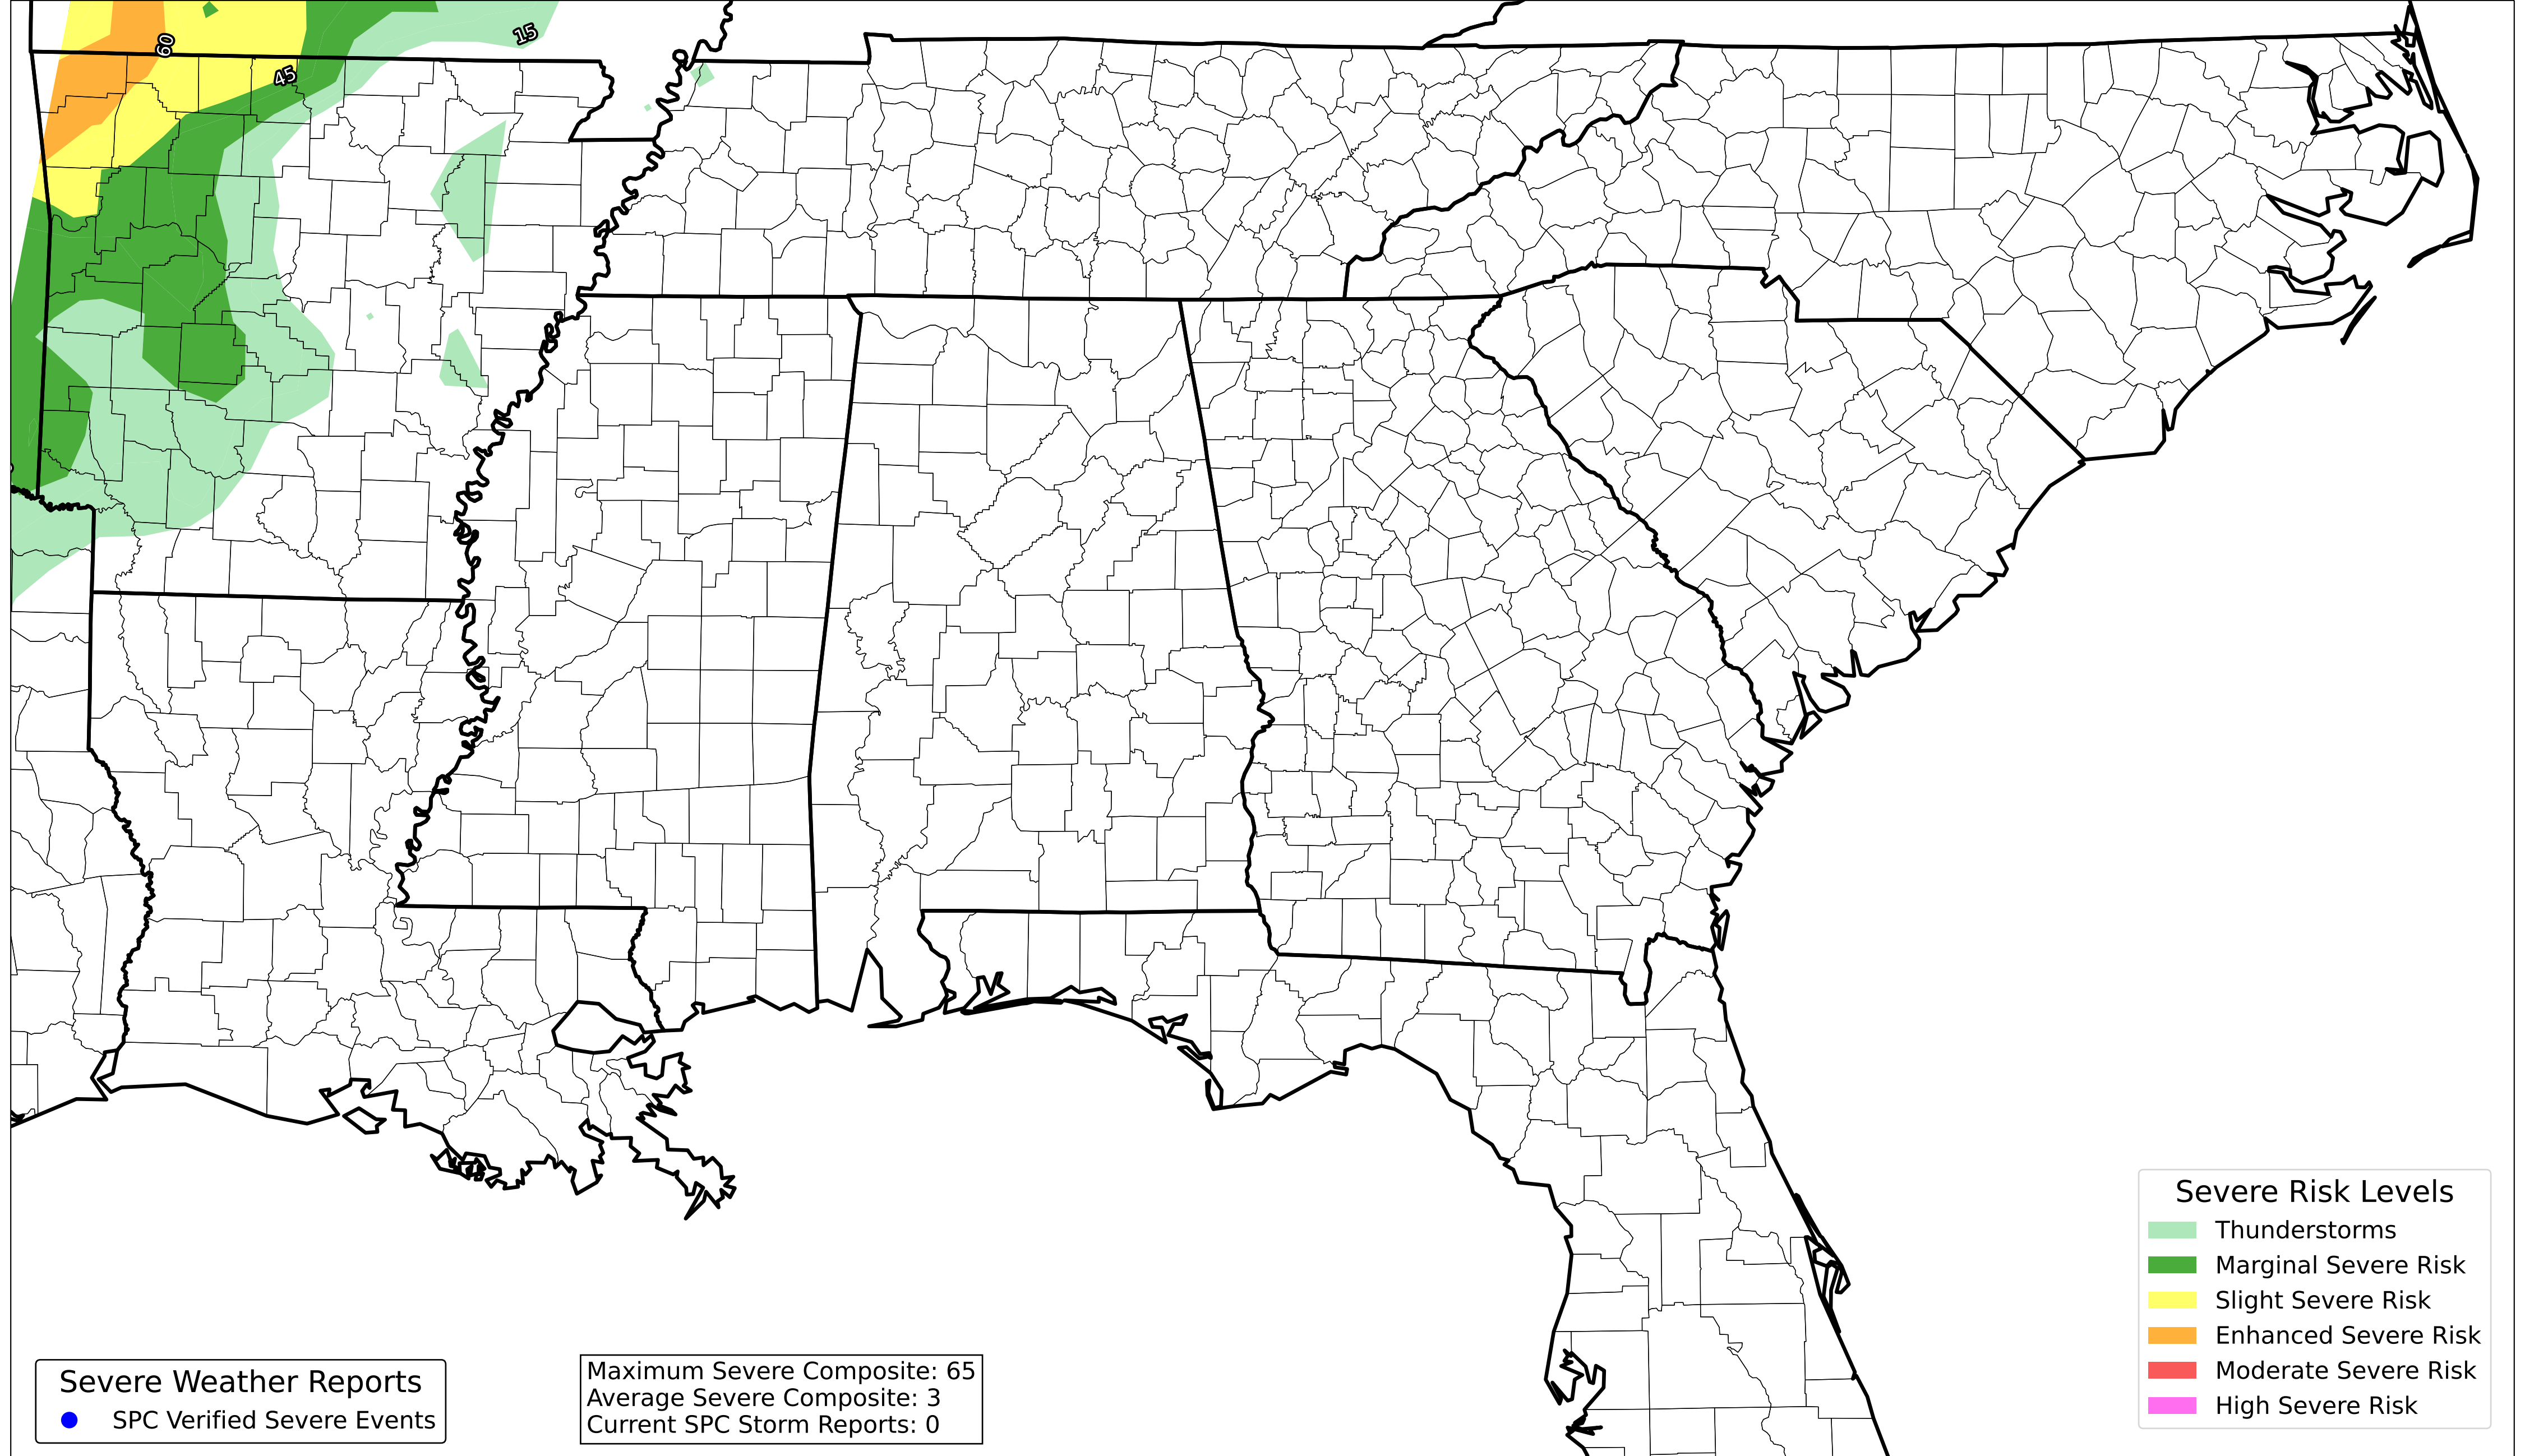 15
60
45
Severe Risk Levels
Thunderstorms
Marginal Severe Risk
Slight Severe Risk
Enhanced Severe Risk
Moderate Severe Risk
High Severe Risk
Severe Weather Reports
SPC Verified Severe Events
Maximum Severe Composite: 65
Average Severe Composite: 3
Current SPC Storm Reports: 0